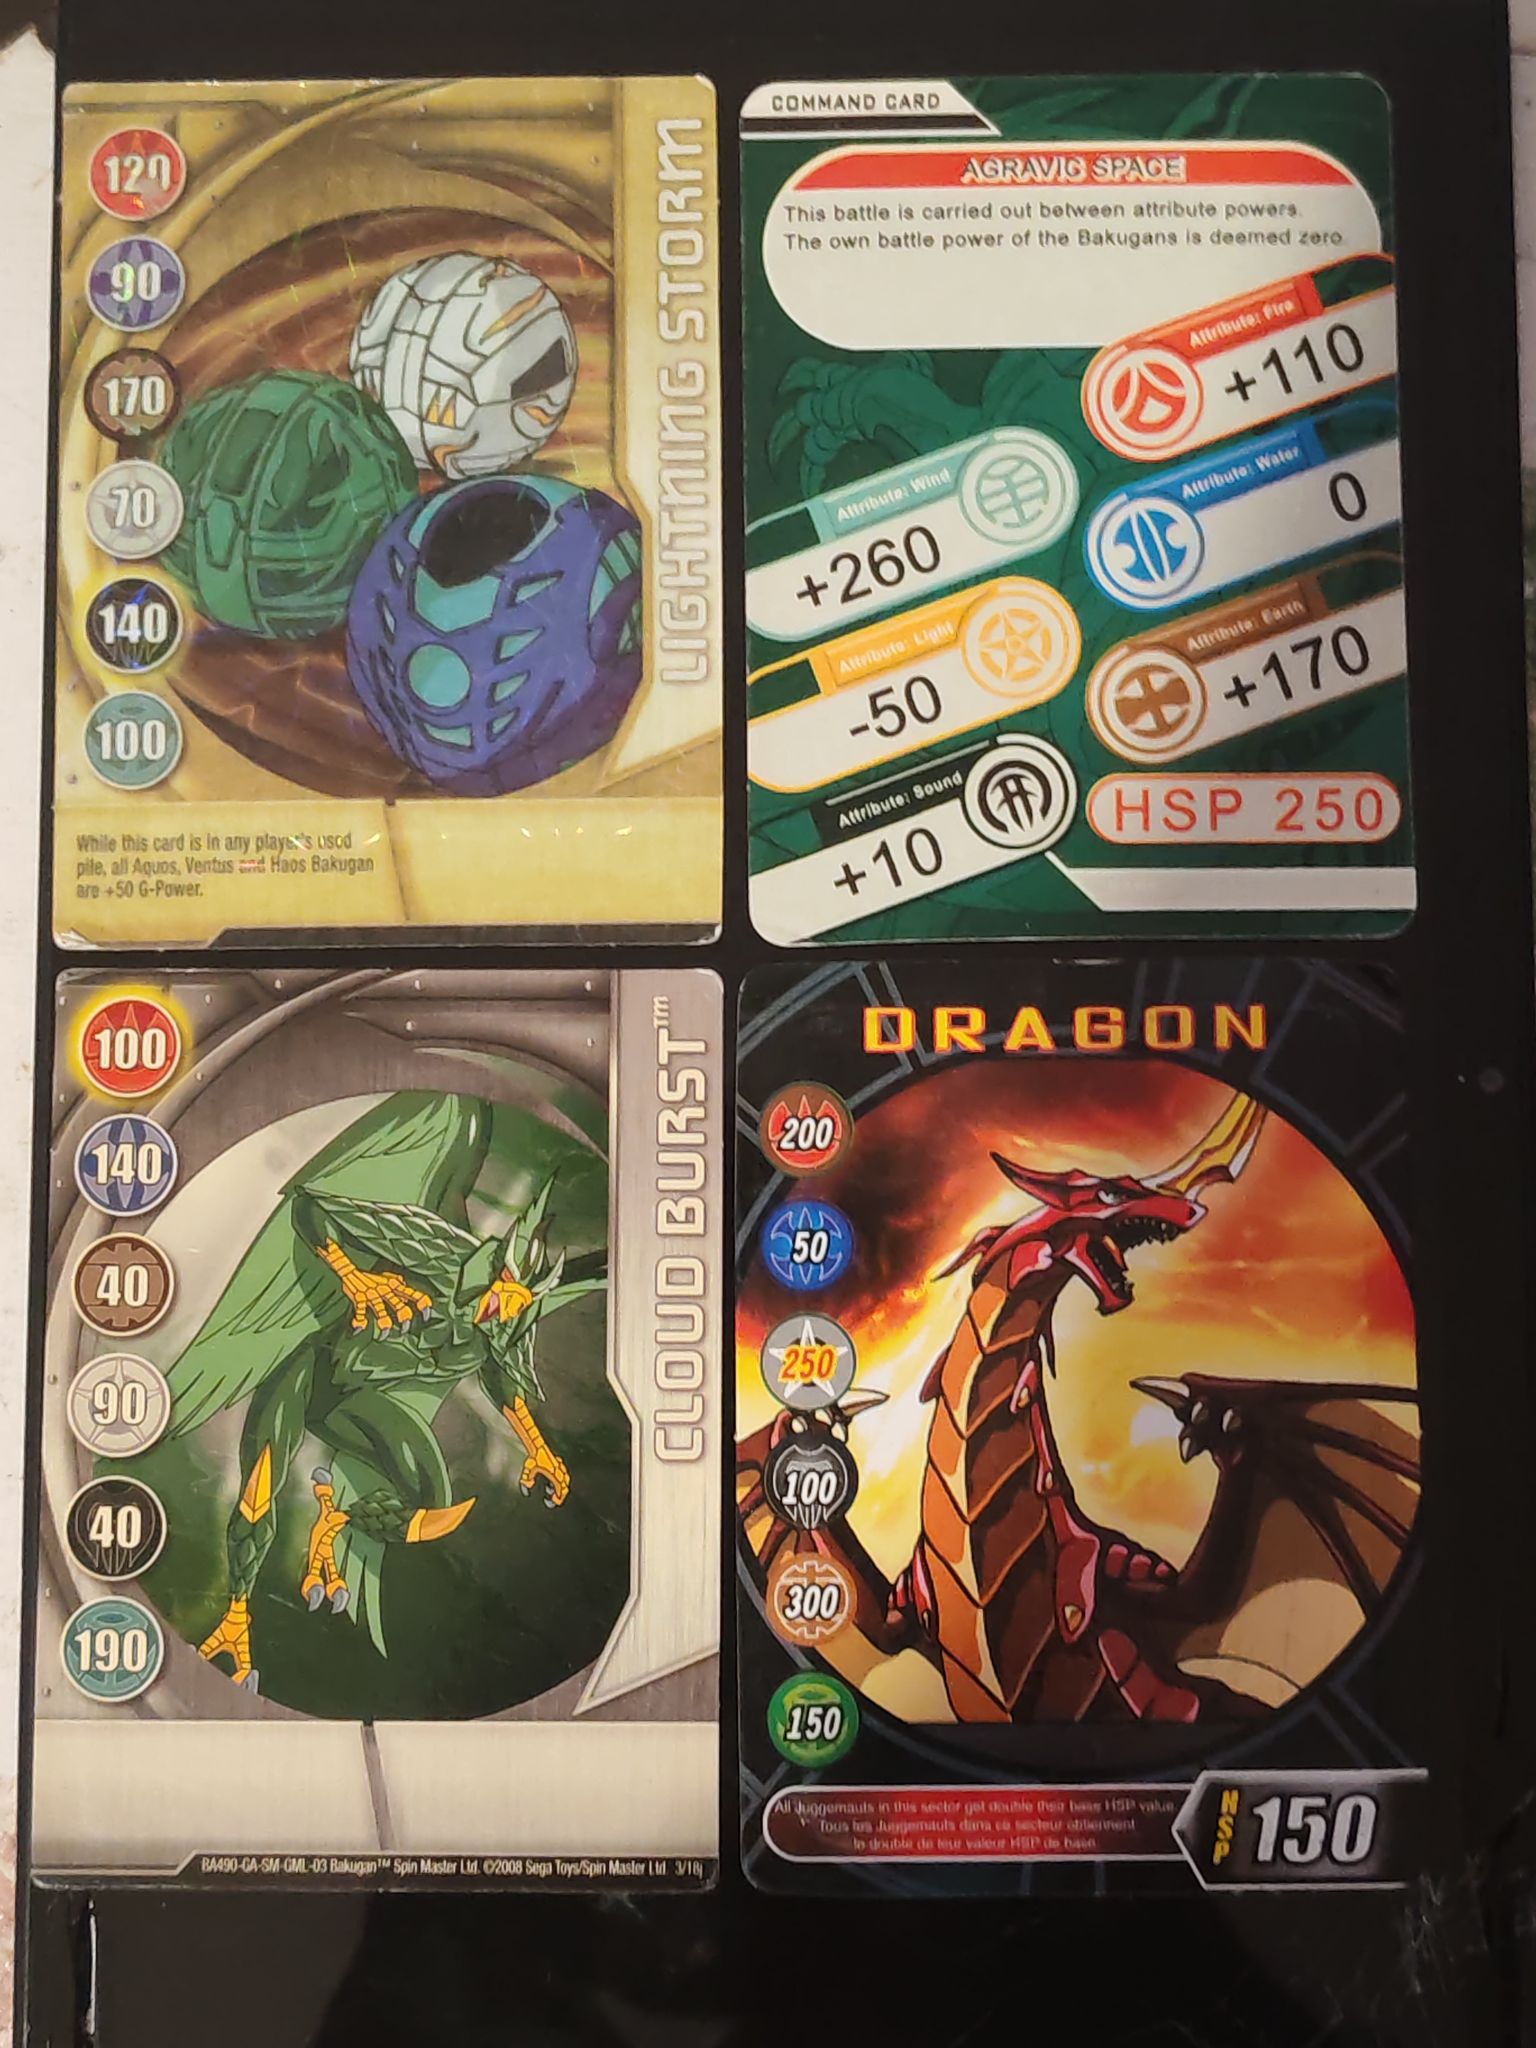 120
90
170
70
140
100
LIGHTNING STORM
While this card is in any player's used
pile, all Aquos, Ventus and Haos Bakugan
are +50 G-Power.
COMMAND CARD
AGRAVIC SPACE
This battle is carried out between attribute powers.
The own battle power of the Bakugans is deemed zero.
Attribute: Fire
+110
Attribute: Wind
+260
Attribute: Water
0
Attribute: Light
-50
Attribute: Earth
+170
Attribute: Sound
+10
HSP 250
100
140
40
90
40
190
CLOUD BURST™
BA490-GA-SM-GML-03 Bakugan™ Spin Master Ltd. ©2008 Sega Toys/Spin Master Ltd. 3/18j
DRAGON
200
50
250
100
300
150
All Juggernauts in this sector get double their base HSP value.
Tous les Juggernauts dans ce secteur obtiennent
le double de leur valeur HSP de base.
HSP 150